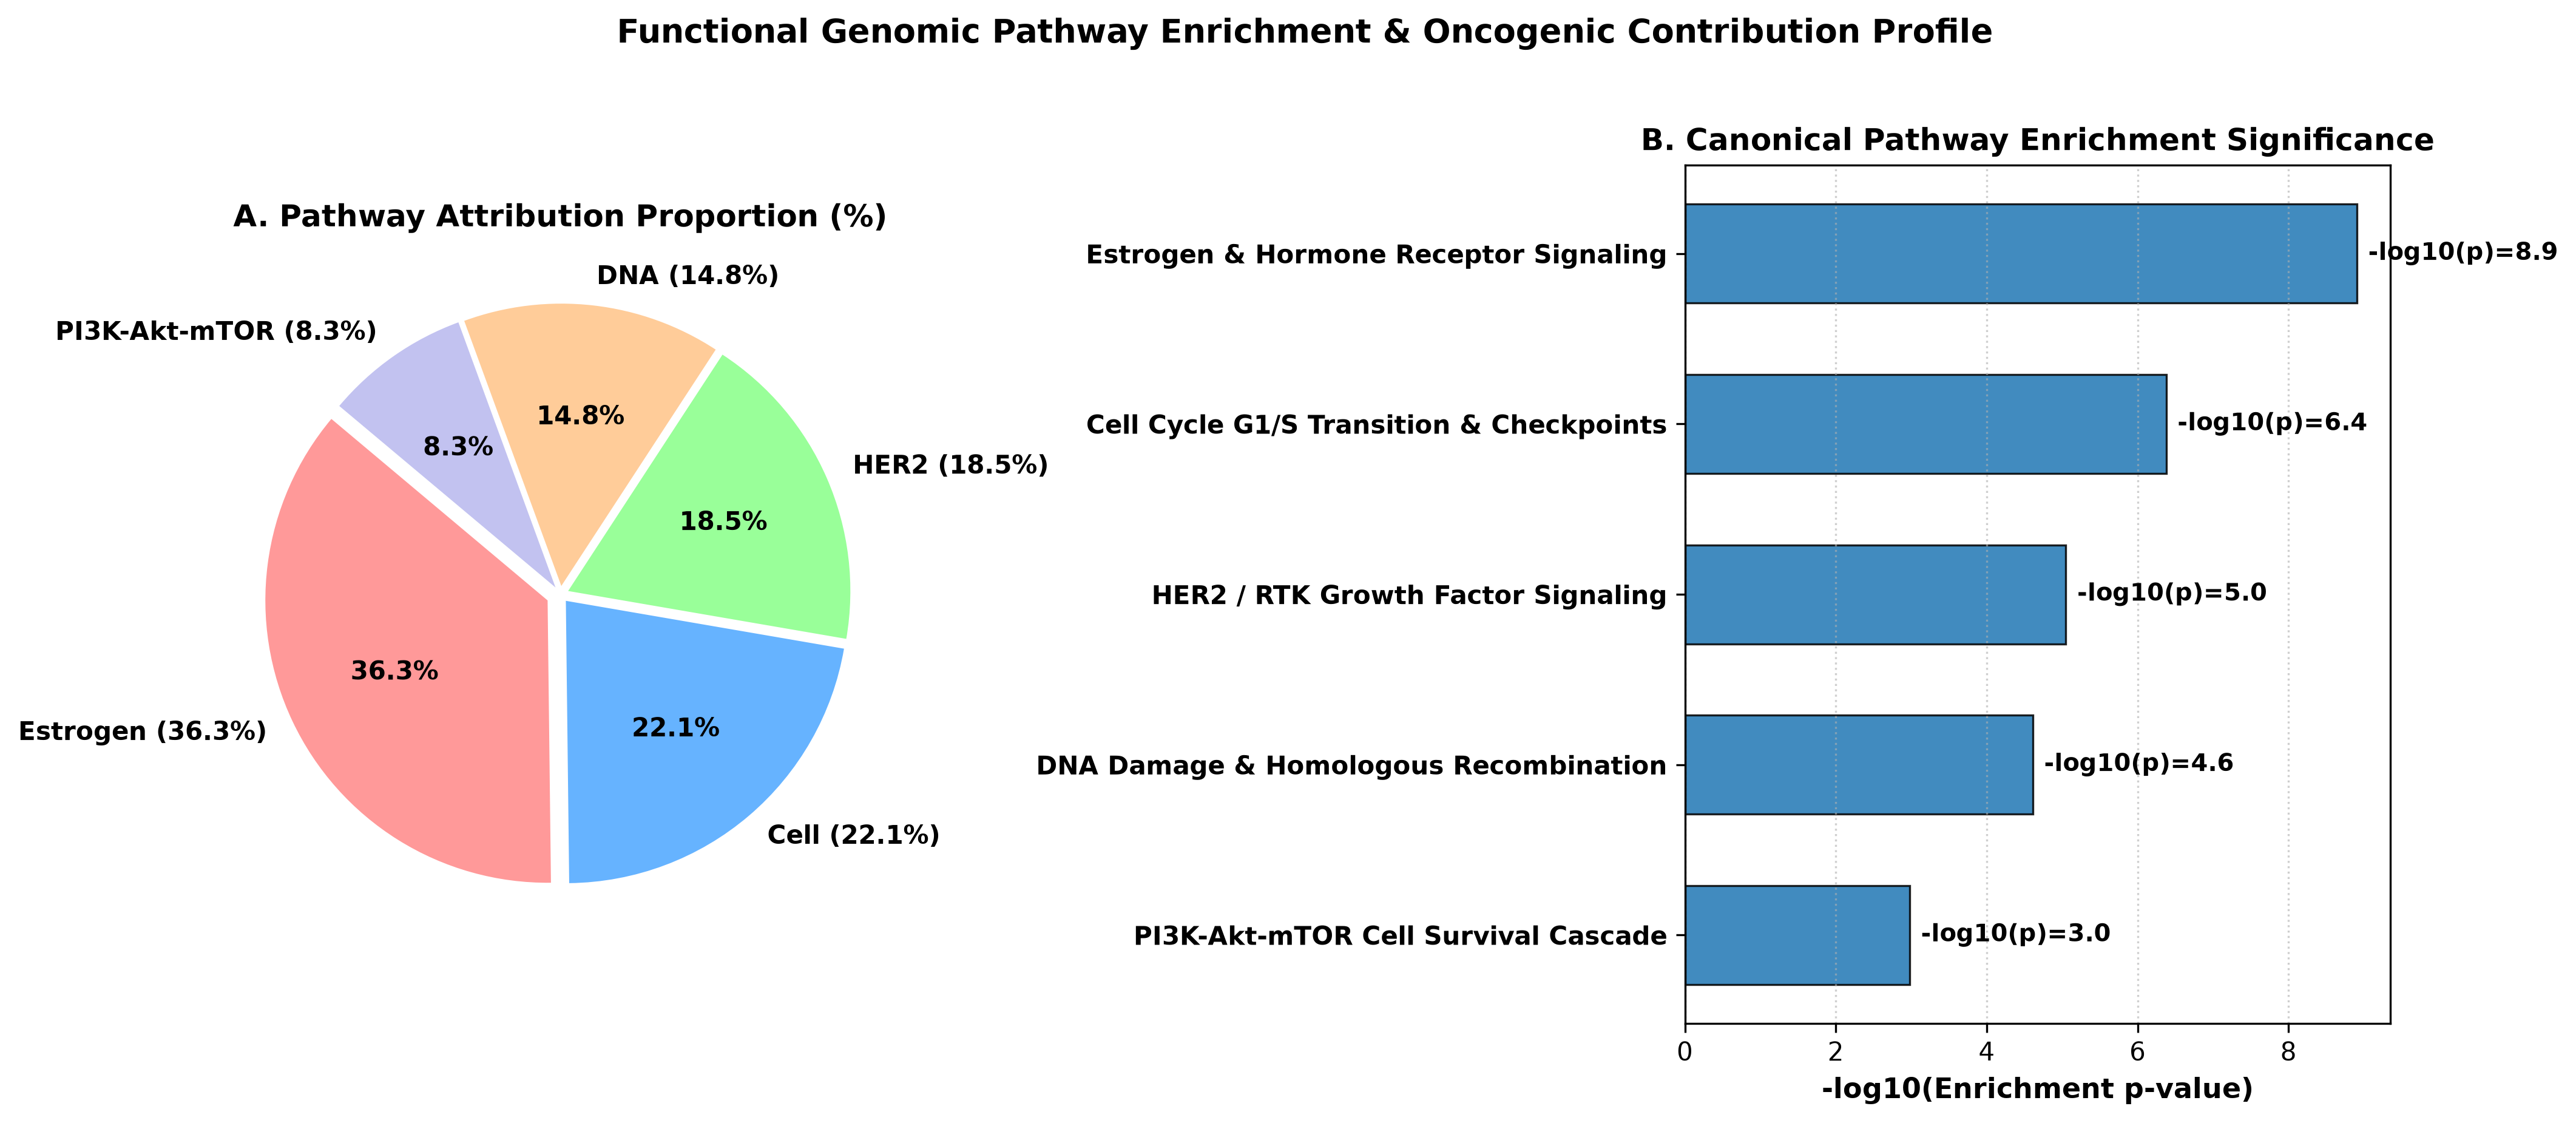 Functional Genomic Pathway Enrichment & Oncogenic Contribution Profile
A. Pathway Attribution Proportion (%)
DNA (14.8%)
PI3K-Akt-mTOR (8.3%)
14.8%
8.3%
HER2 (18.5%)
18.5%
36.3%
22.1%
Estrogen (36.3%)
Cell (22.1%)
B. Canonical Pathway Enrichment Significance
Estrogen & Hormone Receptor Signaling
-log10(p)=8.9
Cell Cycle G1/S Transition & Checkpoints
-log10(p)=6.4
HER2 / RTK Growth Factor Signaling
-log10(p)=5.0
DNA Damage & Homologous Recombination
-log10(p)=4.6
PI3K-Akt-mTOR Cell Survival Cascade
-log10(p)=3.0
0 2 4 6 8
-log10(Enrichment p-value)